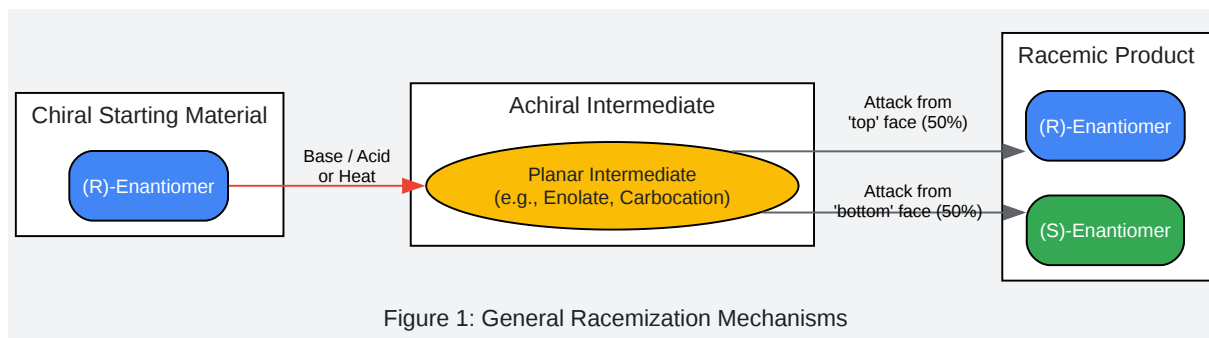 Chiral Starting Material
(R)-Enantiomer
Base / Acid
or Heat
Achiral Intermediate
Planar Intermediate
(e.g., Enolate, Carbocation)
Attack from
'top' face (50%)
Attack from
'bottom' face (50%)
Racemic Product
(R)-Enantiomer
(S)-Enantiomer
Figure 1: General Racemization Mechanisms